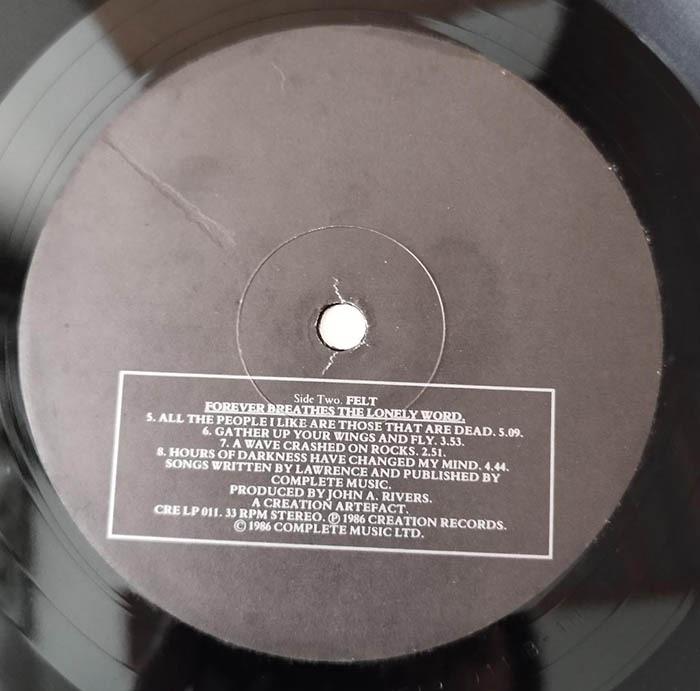 Side Two. FELT
FOREVER BREATHES THE LONELY WORD.
5. ALL THE PEOPLE I LIKE ARE THOSE THAT ARE DEAD. 5.09.
6. GATHER UP YOUR WINGS AND FLY. 3.53.
7. A WAVE CRASHED ON ROCKS. 2.51.
8. HOURS OF DARKNESS HAVE CHANGED MY MIND. 4.44.
SONGS WRITTEN BY LAWRENCE AND PUBLISHED BY
COMPLETE MUSIC.
PRODUCED BY JOHN A. RIVERS.
A CREATION ARTEFACT.
CRE LP 011. 33 RPM STEREO. ℗ 1986 CREATION RECORDS.
© 1986 COMPLETE MUSIC LTD.